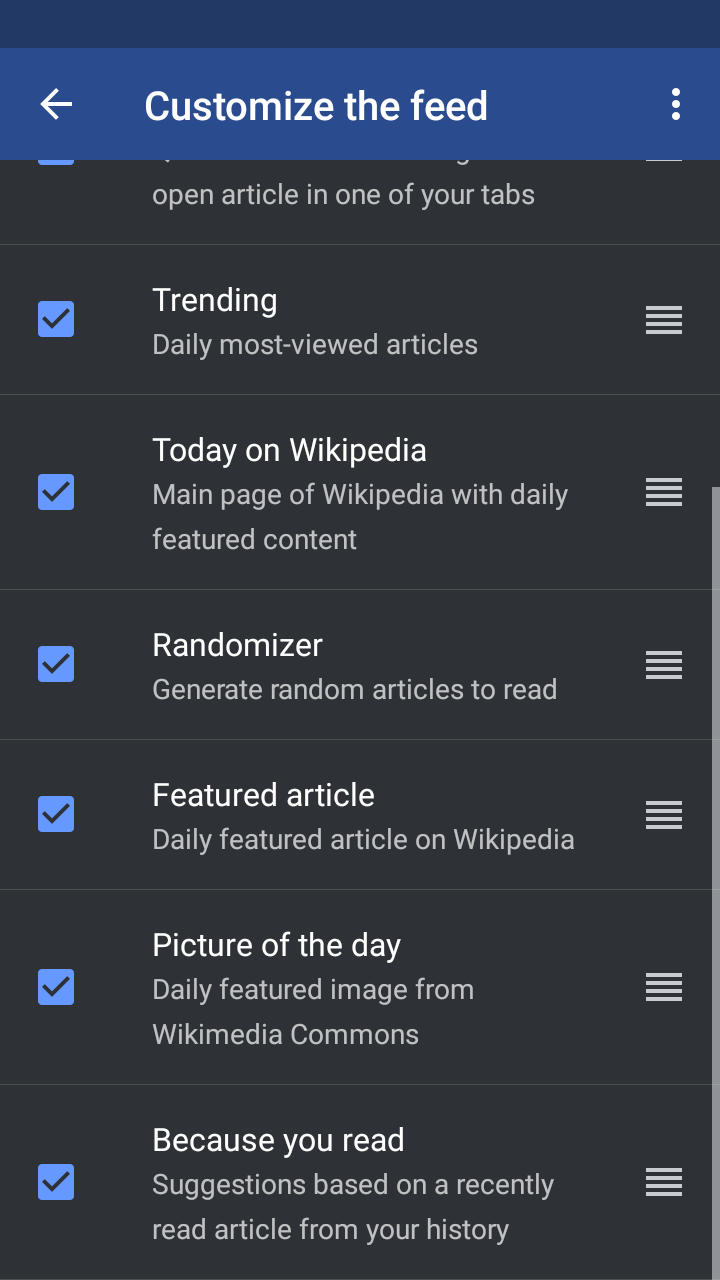 Customize the feed
open article in one of your tabs
Trending
Daily most-viewed articles
Today on Wikipedia
Main page of Wikipedia with daily
featured content
Randomizer
Generate random articles to read
Featured article
Daily featured article on Wikipedia
Picture of the day
Daily featured image from
Wikimedia Commons
Because you read
Suggestions based on a recently
read article from your history